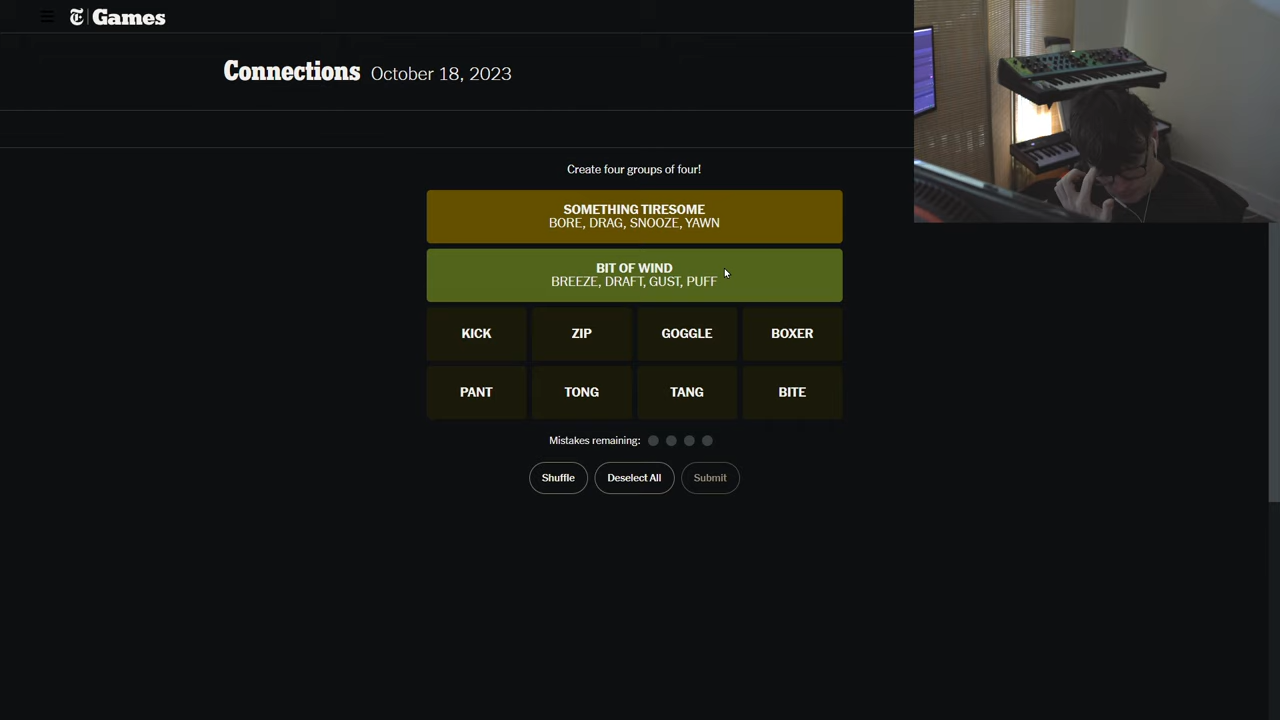 Games
Connections October 18, 2023
Create four groups of four!
SOMETHING TIRESOME
BORE, DRAG, SNOOZE, YAWN
BIT OF WIND
BREEZE, DRAFT, GUST, PUFF
KICK ZIP GOGGLE BOXER
PANT TONG TANG BITE
Mistakes remaining:
Shuffle Deselect All Submit